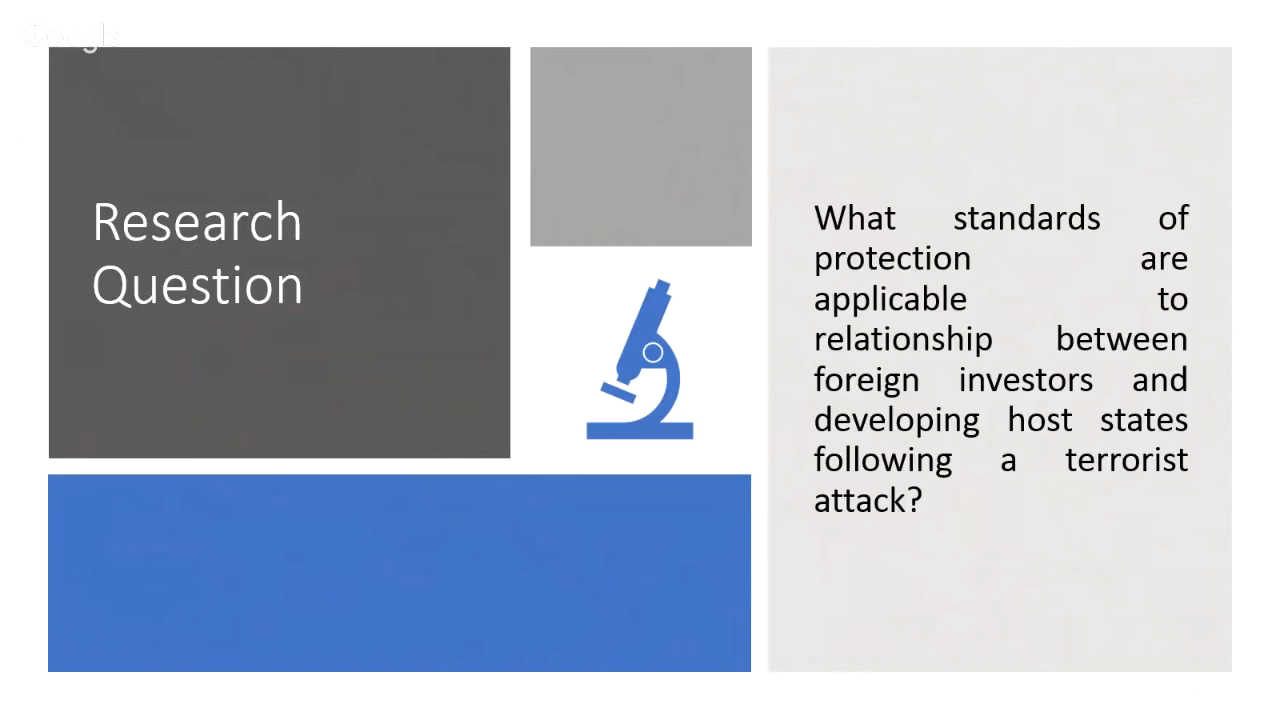 Google
Research
Question
What standards of
protection are
applicable to
relationship between
foreign investors and
developing host states
following a terrorist
attack?